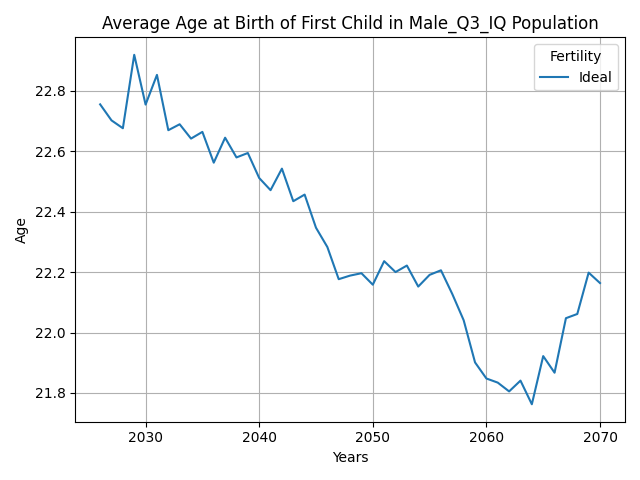 Average Age at Birth of First Child in Male_Q3_IQ Population
Fertility
Ideal
22.8
22.6
22.4
22.2
22.0
21.8
Age
2030 2040 2050 2060 2070
Years